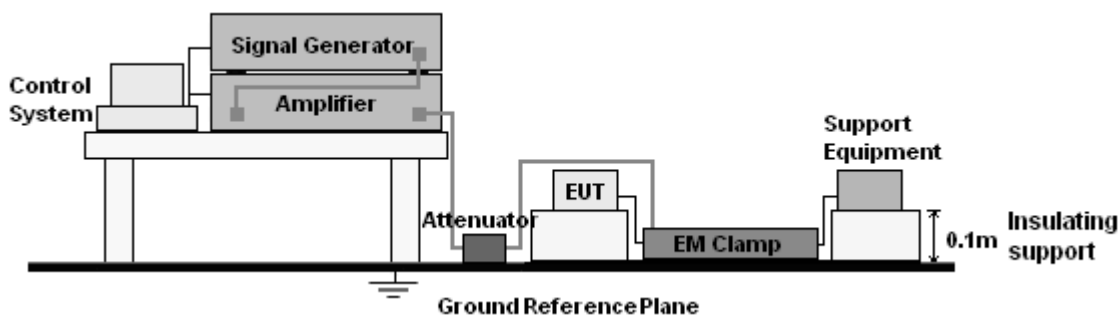 Signal Generator
Control
System
Amplifier
Support
Equipment
EUT
Attenuator
EM Clamp
0.1m
Insulating
support
Ground Reference Plane